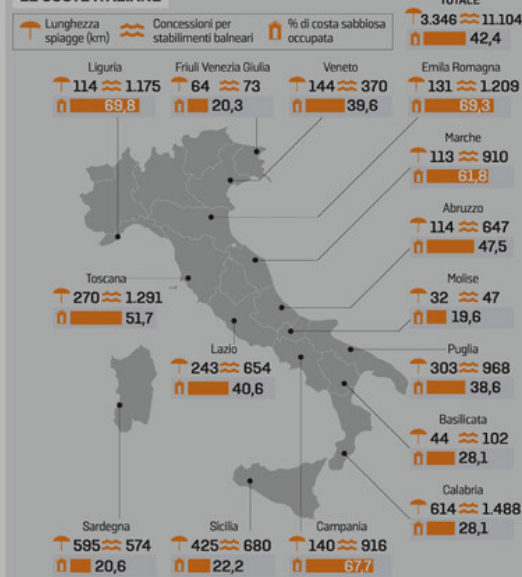 LE COSTE ITALIANE
Lunghezza spiagge (km)
Concessioni per stabilimenti balneari
% di costa sabbiosa occupata
TOTALE
3.346 11.104
42,4
Liguria
114 1.175
69,8
Friuli Venezia Giulia
64 73
20,3
Veneto
144 370
39,6
Emila Romagna
131 1.209
69,3
Marche
113 910
61,8
Abruzzo
114 647
47,5
Molise
32 47
19,6
Toscana
270 1.291
51,7
Lazio
243 654
40,6
Puglia
303 968
38,6
Basilicata
44 102
28,1
Calabria
614 1.488
28,1
Sardegna
595 574
20,6
Sicilia
425 680
22,2
Campania
140 916
67,7